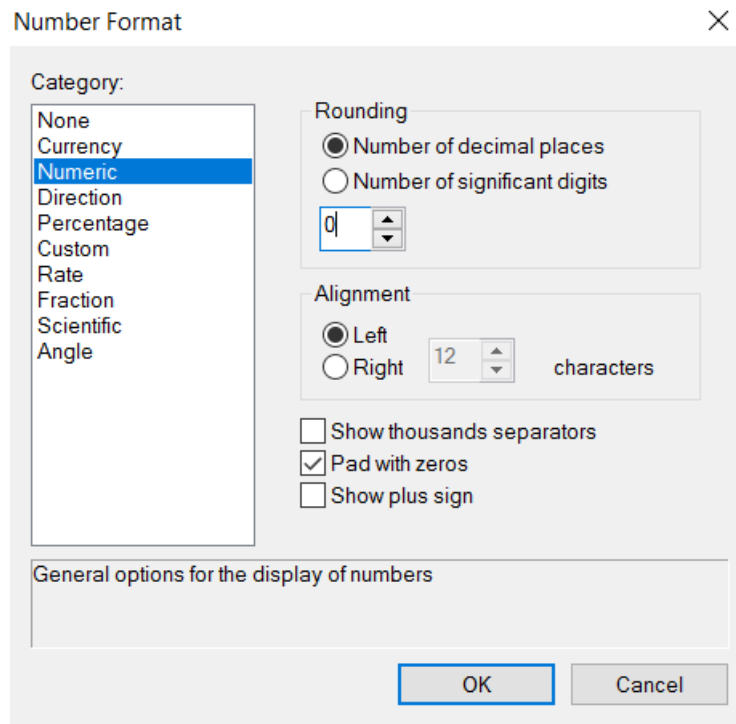 Number Format
Category:
None
Currency
Numeric
Direction
Percentage
Custom
Rate
Fraction
Scientific
Angle
Rounding
Number of decimal places
Number of significant digits
0
Alignment
Left
Right 12 characters
Show thousands separators
Pad with zeros
Show plus sign
General options for the display of numbers
OK Cancel